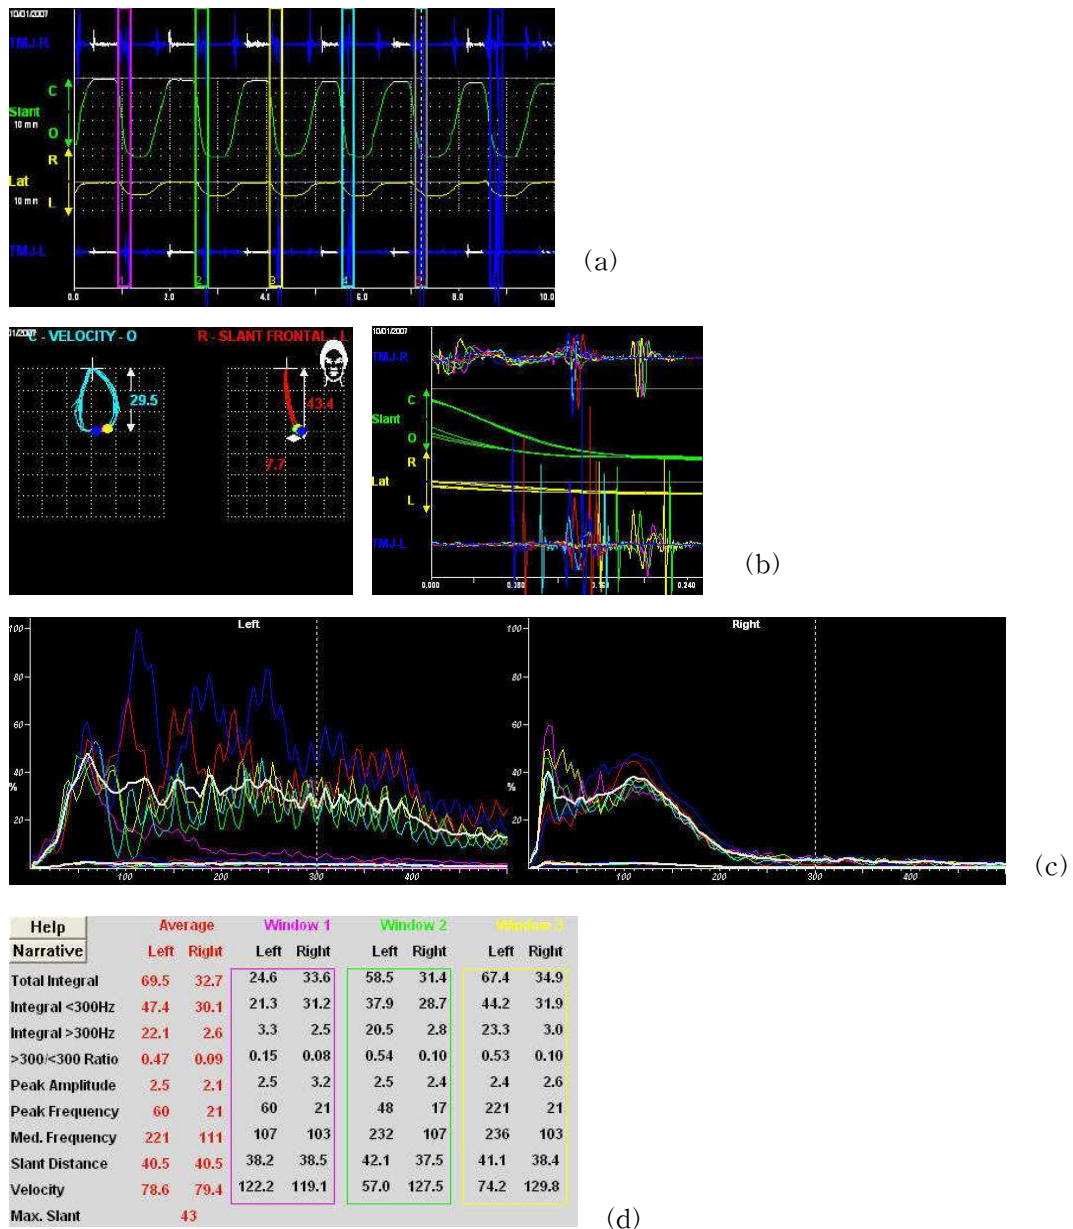 10/01/2007
TMJ-R
C
Slant
10 mn
O
R
Lat
10 mn
L
TMJ-L
1 2 3 4 5
0.0 2.0 4.0 6.0 8.0 10.0
(a)
C - VELOCITY - O R - SLANT FRONTAL - L
29.5
43.4
7.7
10/01/2007
TMJ-R
C
Slant
O
R
Lat
L
TMJ-L
0.000 0.080 0.160 0.240
(b)
Left Right
100 100
80 80
60 60
40 40
% %
20 20
100 200 300 400 100 200 300 400
(c)
Help Average Window 1 Window 2 Window 3
Narrative Left Right Left Right Left Right Left Right
Total Integral 69.5 32.7 24.6 33.6 58.5 31.4 67.4 34.9
Integral <300Hz 47.4 30.1 21.3 31.2 37.9 28.7 44.2 31.9
Integral >300Hz 22.1 2.6 3.3 2.5 20.5 2.8 23.3 3.0
>300/<300 Ratio 0.47 0.09 0.15 0.08 0.54 0.10 0.53 0.10
Peak Amplitude 2.5 2.1 2.5 3.2 2.5 2.4 2.4 2.6
Peak Frequency 60 21 60 21 48 17 221 21
Med. Frequency 221 111 107 103 232 107 236 103
Slant Distance 40.5 40.5 38.2 38.5 42.1 37.5 41.1 38.4
Velocity 78.6 79.4 122.2 119.1 57.0 127.5 74.2 129.8
Max. Slant 43
(d)